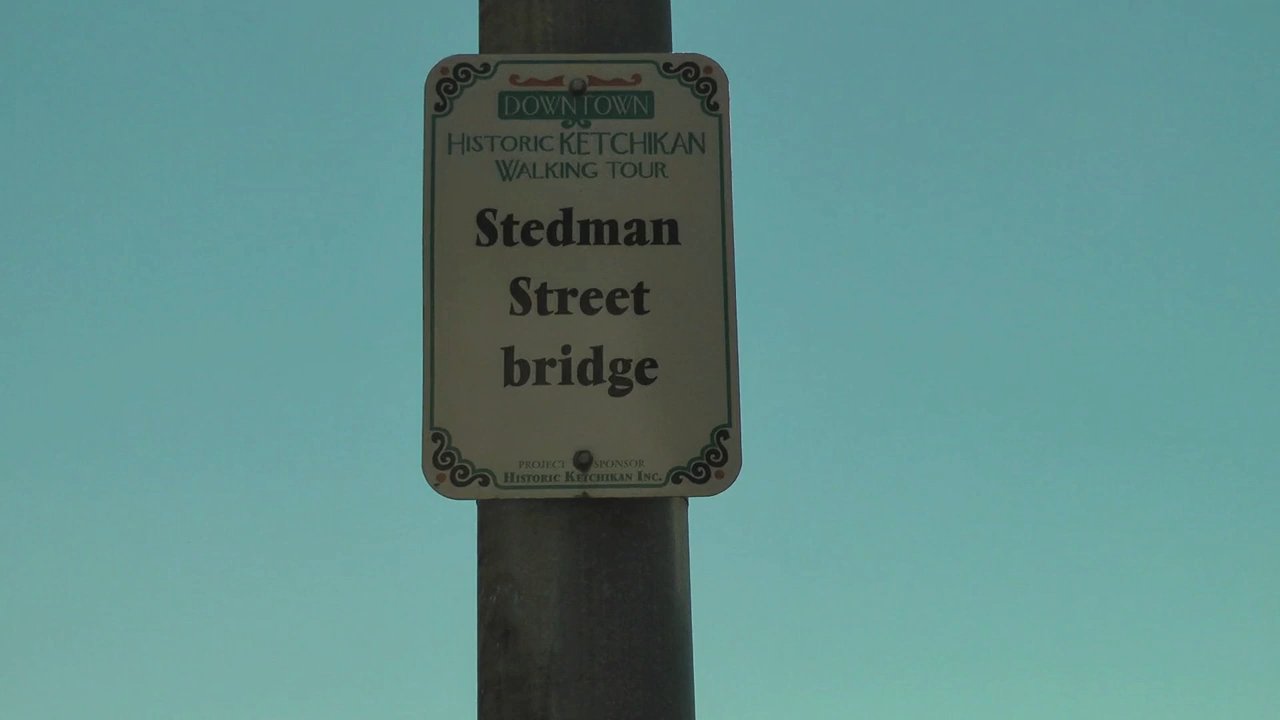 DOWNTOWN
HISTORIC KETCHIKAN
WALKING TOUR
Stedman
Street
bridge
PROJECT SPONSOR
HISTORIC KETCHIKAN INC.